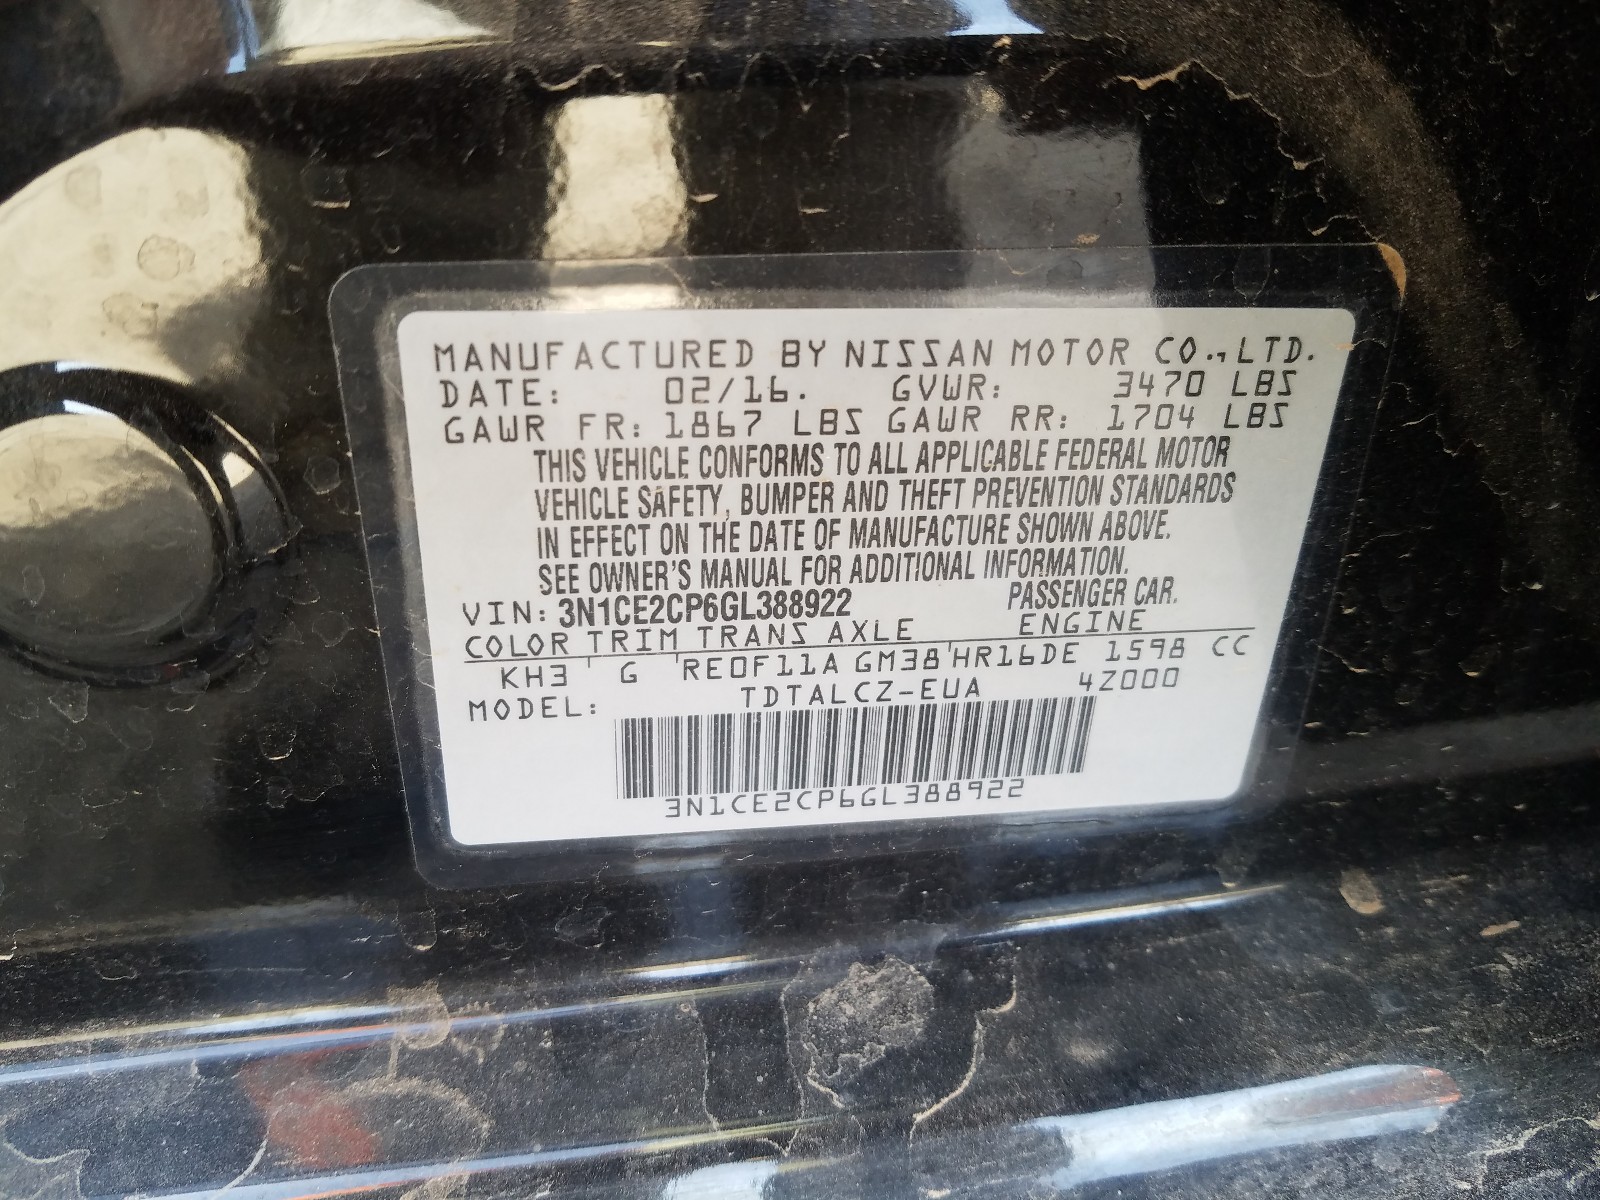 MANUFACTURED BY NISSAN MOTOR CO., LTD.
DATE: 02/16. GVWR: 3470 LBS
GAWR FR: 1867 LBS GAWR RR: 1704 LBS
THIS VEHICLE CONFORMS TO ALL APPLICABLE FEDERAL MOTOR
VEHICLE SAFETY, BUMPER AND THEFT PREVENTION STANDARDS
IN EFFECT ON THE DATE OF MANUFACTURE SHOWN ABOVE.
SEE OWNER'S MANUAL FOR ADDITIONAL INFORMATION.
VIN: 3N1CE2CP6GL388922 PASSENGER CAR.
COLOR TRIM TRANS AXLE ENGINE
KH3 G RE0F11A GM38 HR16DE 1598 CC
MODEL: TDTALCZ-EUA 4Z000
3N1CE2CP6GL388922